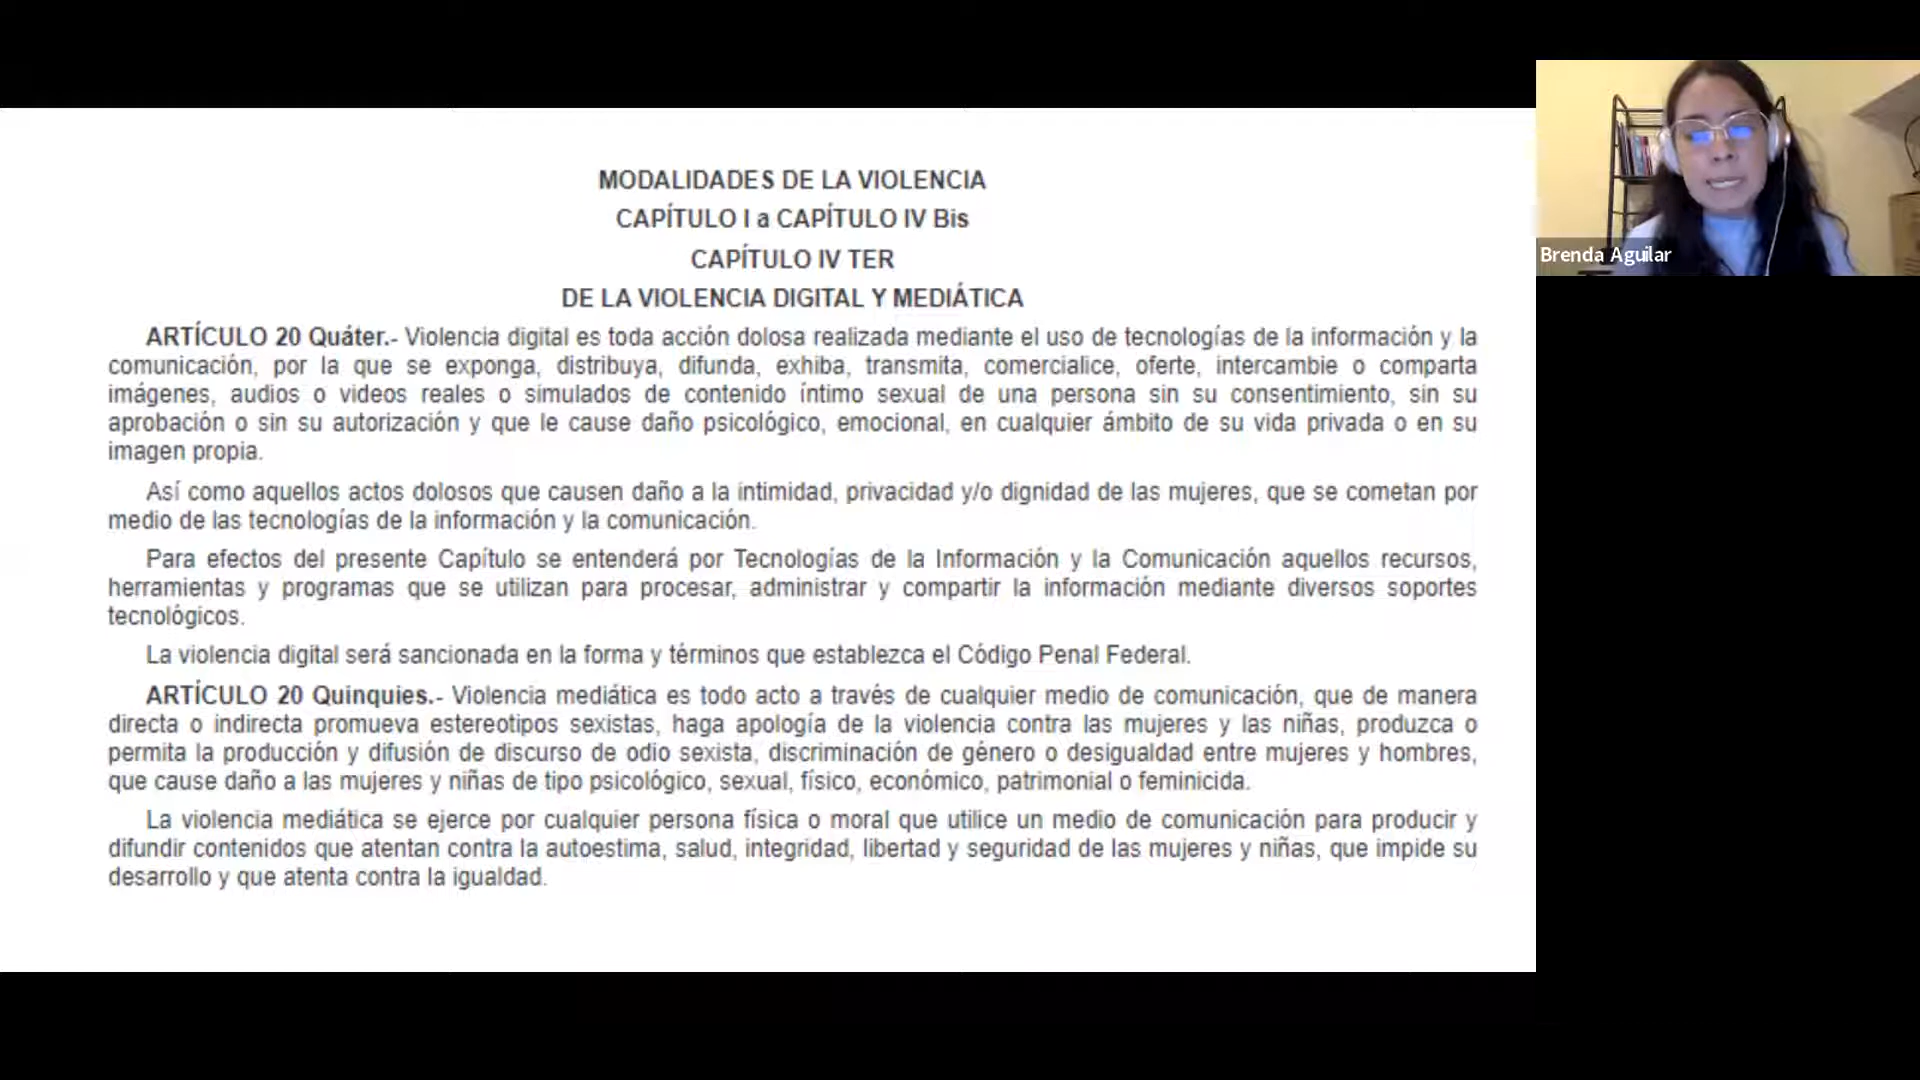 MODALIDADES DE LA VIOLENCIA
CAPÍTULO I a CAPÍTULO IV Bis
CAPÍTULO IV TER
DE LA VIOLENCIA DIGITAL Y MEDIÁTICA
ARTÍCULO 20 Quáter.- Violencia digital es toda acción dolosa realizada mediante el uso de tecnologías de la información y la
comunicación, por la que se exponga, distribuya, difunda, exhiba, transmita, comercialice, oferte, intercambie o comparta
imágenes, audios o videos reales o simulados de contenido íntimo sexual de una persona sin su consentimiento, sin su
aprobación o sin su autorización y que le cause daño psicológico, emocional, en cualquier ámbito de su vida privada o en su
imagen propia.
Así como aquellos actos dolosos que causen daño a la intimidad, privacidad y/o dignidad de las mujeres, que se cometan por
medio de las tecnologías de la información y la comunicación.
Para efectos del presente Capítulo se entenderá por Tecnologías de la Información y la Comunicación aquellos recursos,
herramientas y programas que se utilizan para procesar, administrar y compartir la información mediante diversos soportes
tecnológicos.
La violencia digital será sancionada en la forma y términos que establezca el Código Penal Federal.
ARTÍCULO 20 Quinquies.- Violencia mediática es todo acto a través de cualquier medio de comunicación, que de manera
directa o indirecta promueva estereotipos sexistas, haga apología de la violencia contra las mujeres y las niñas, produzca o
permita la producción y difusión de discurso de odio sexista, discriminación de género o desigualdad entre mujeres y hombres,
que cause daño a las mujeres y niñas de tipo psicológico, sexual, físico, económico, patrimonial o feminicida.
La violencia mediática se ejerce por cualquier persona física o moral que utilice un medio de comunicación para producir y
difundir contenidos que atentan contra la autoestima, salud, integridad, libertad y seguridad de las mujeres y niñas, que impide su
desarrollo y que atenta contra la igualdad.
Brenda Aguilar